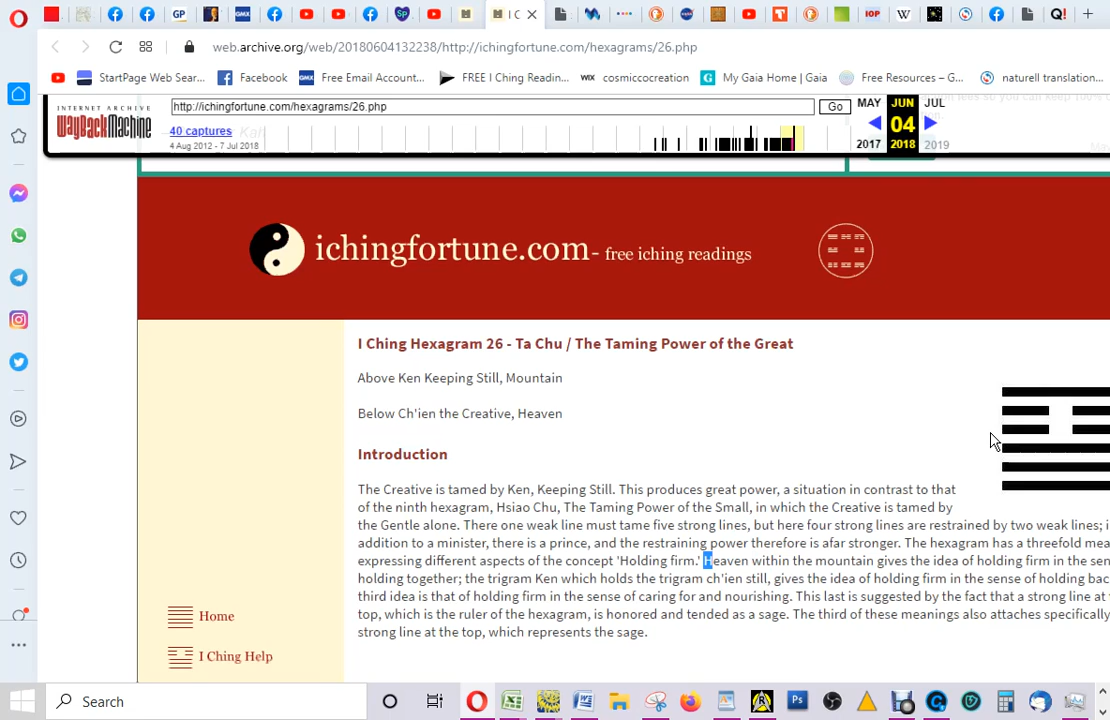 I C
web.archive.org/web/20180604132238/http://ichingfortune.com/hexagrams/26.php
StartPage Web Sear...
Facebook
Free Email Account...
FREE I Ching Readin...
WiX cosmiccocreation
My Gaia Home | Gaia
Free Resources – G...
naturell translation...
INTERNET ARCHIVE
WayBackMachine
http://ichingfortune.com/hexagrams/26.php
Go
MAY JUN JUL
40 captures
04
4 Aug 2012 - 7 Jul 2018
2017 2018 2019
ichingfortune.com- free iching readings
I Ching Hexagram 26 - Ta Chu / The Taming Power of the Great
Above Ken Keeping Still, Mountain
Below Ch'ien the Creative, Heaven
Introduction
The Creative is tamed by Ken, Keeping Still. This produces great power, a situation in contrast to that
of the ninth hexagram, Hsiao Chu, The Taming Power of the Small, in which the Creative is tamed by
the Gentle alone. There one weak line must tame five strong lines, but here four strong lines are restrained by two weak lines; i
addition to a minister, there is a prince, and the restraining power therefore is afar stronger. The hexagram has a threefold mea
expressing different aspects of the concept 'Holding firm.' Heaven within the mountain gives the idea of holding firm in the sen
holding together; the trigram Ken which holds the trigram ch'ien still, gives the idea of holding firm in the sense of holding bac
third idea is that of holding firm in the sense of caring for and nourishing. This last is suggested by the fact that a strong line at
top, which is the ruler of the hexagram, is honored and tended as a sage. The third of these meanings also attaches specifically
strong line at the top, which represents the sage.
Home
I Ching Help
Search